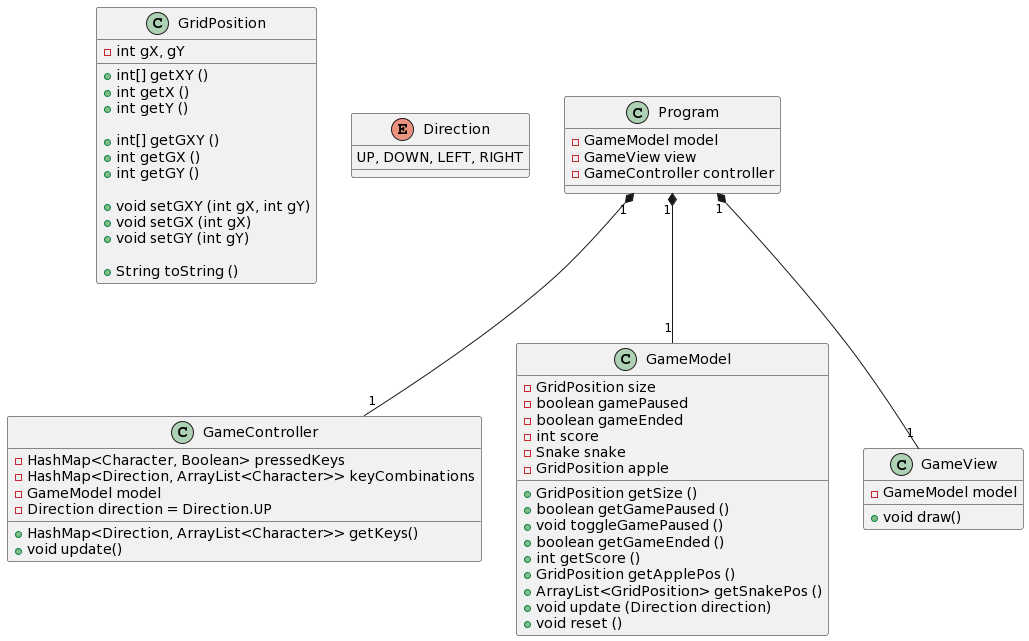 C GridPosition
int gX, gY
int[] getXY ()
int getX ()
int getY ()
int[] getGXY ()
int getGX ()
int getGY ()
void setGXY (int gX, int gY)
void setGX (int gX)
void setGY (int gY)
String toString ()
E Direction
UP, DOWN, LEFT, RIGHT
C Program
GameModel model
GameView view
GameController controller
1
1
1
1
1
1
C GameController
HashMap<Character, Boolean> pressedKeys
HashMap<Direction, ArrayList<Character>> keyCombinations
GameModel model
Direction direction = Direction.UP
HashMap<Direction, ArrayList<Character>> getKeys()
void update()
C GameModel
GridPosition size
boolean gamePaused
boolean gameEnded
int score
Snake snake
GridPosition apple
GridPosition getSize ()
boolean getGamePaused ()
void toggleGamePaused ()
boolean getGameEnded ()
int getScore ()
GridPosition getApplePos ()
ArrayList<GridPosition> getSnakePos ()
void update (Direction direction)
void reset ()
C GameView
GameModel model
void draw()